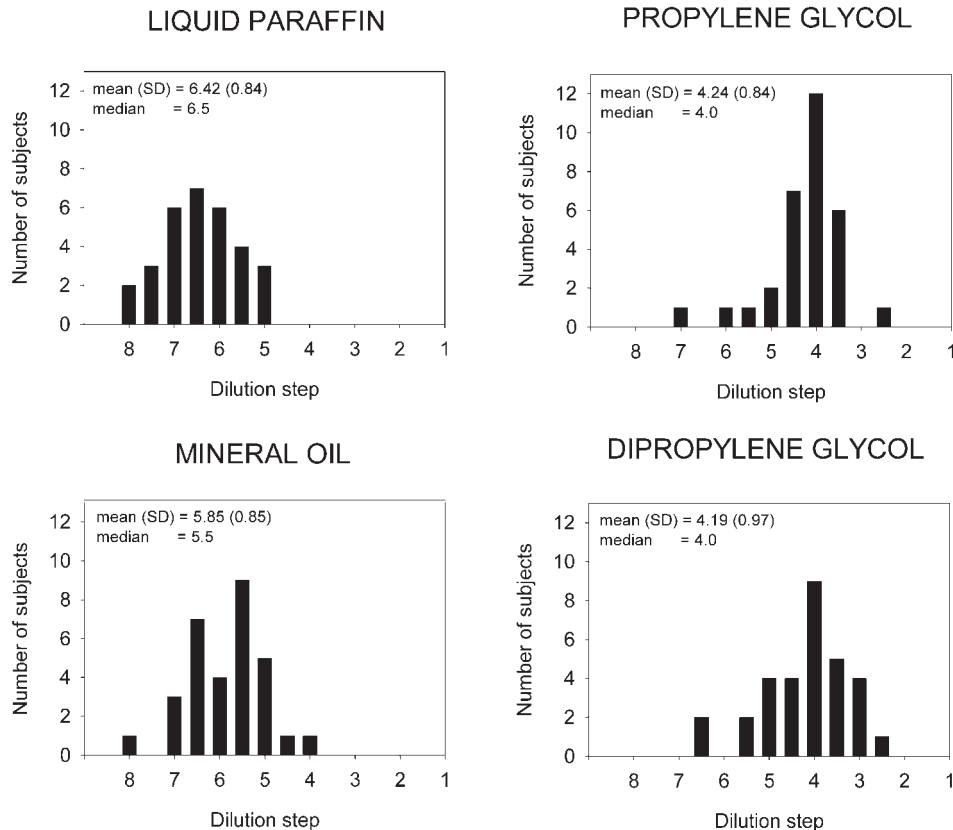 LIQUID PARAFFIN
mean (SD) = 6.42 (0.84)
median = 6.5
Number of subjects
12
10
8
6
4
2
0
8 7 6 5 4 3 2 1
Dilution step
PROPYLENE GLYCOL
mean (SD) = 4.24 (0.84)
median = 4.0
Number of subjects
12
10
8
6
4
2
0
8 7 6 5 4 3 2 1
Dilution step
MINERAL OIL
mean (SD) = 5.85 (0.85)
median = 5.5
Number of subjects
12
10
8
6
4
2
0
8 7 6 5 4 3 2 1
Dilution step
DIPROPYLENE GLYCOL
mean (SD) = 4.19 (0.97)
median = 4.0
Number of subjects
12
10
8
6
4
2
0
8 7 6 5 4 3 2 1
Dilution step